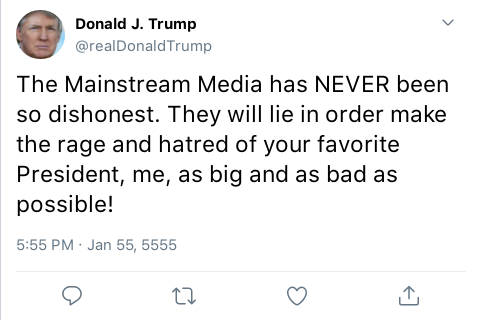 Donald J. Trump
@realDonaldTrump
The Mainstream Media has NEVER been
so dishonest. They will lie in order make
the rage and hatred of your favorite
President, me, as big and as bad as
possible!
5:55 PM · Jan 55, 5555